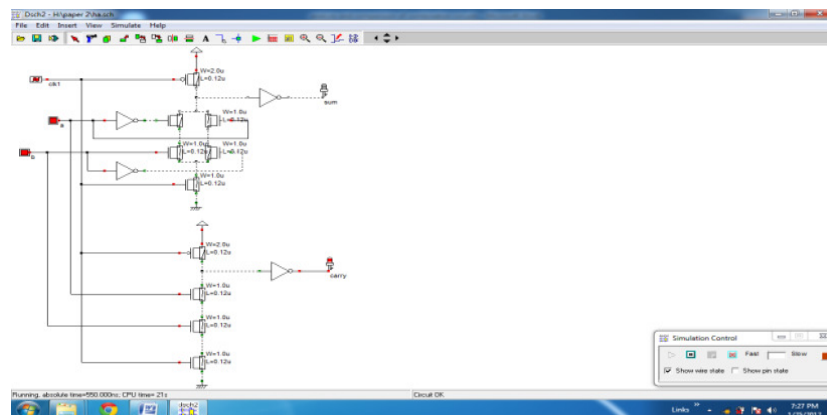 Dsch2 - H:\paper 2\ha.sch
File Edit Insert View Simulate Help
clk1
W=2.0u
L=0.12u
sum
a
W=1.0u
L=0.12u
b
W=1.0u
L=0.12u
W=1.0u
L=0.12u
W=1.0u
L=0.12u
W=2.0u
L=0.12u
carry
W=1.0u
L=0.12u
W=1.0u
L=0.12u
W=1.0u
L=0.12u
Simulation Control
Fast Slow
Show wire state Show pin state
Running, absolute time=550.000ns, CPU time= 21s Circuit OK.
Links 7:27 PM